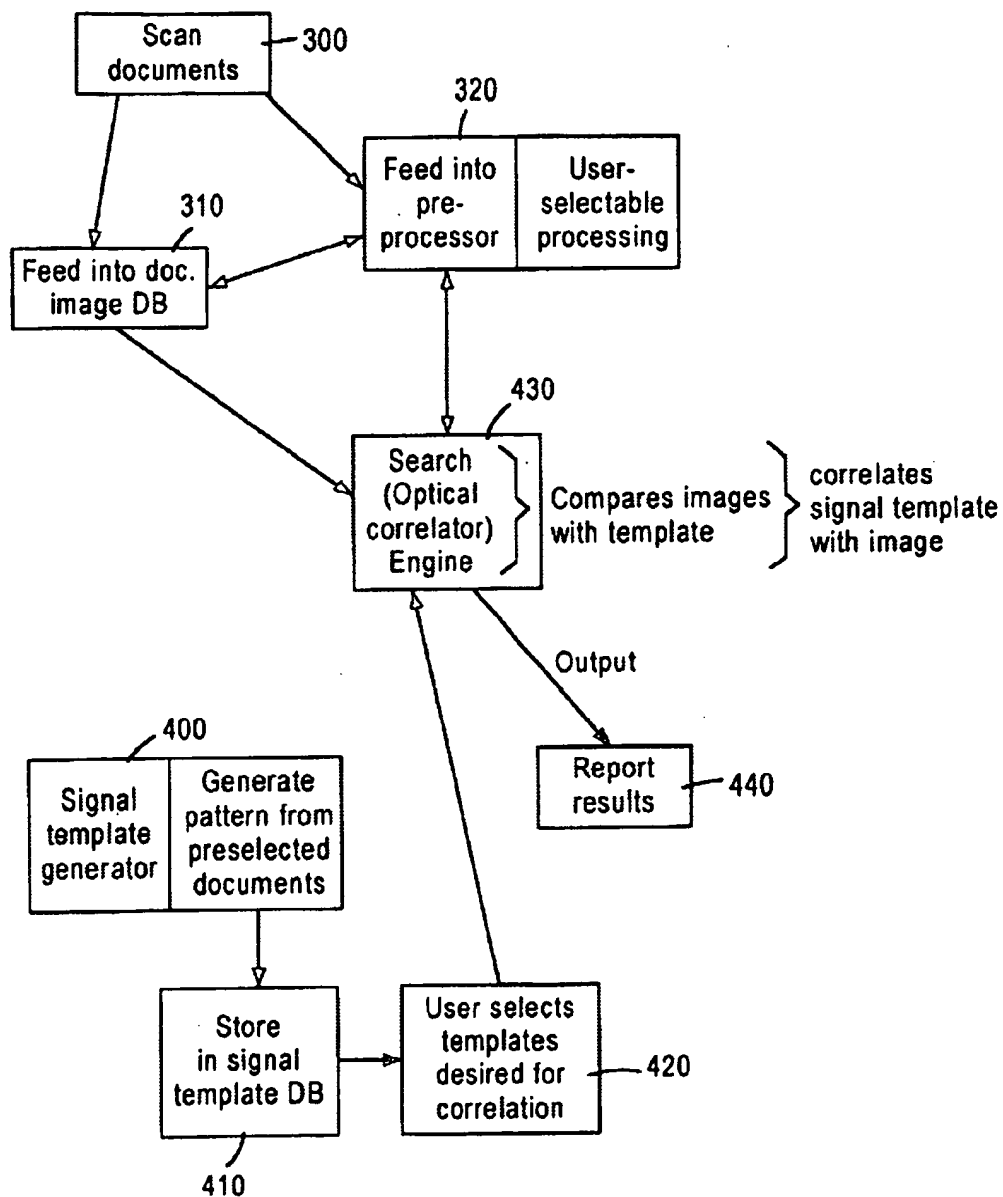 Scan
documents
300
320
Feed into
pre-
processor
User-
selectable
processing
310
Feed into doc.
image DB
430
Search
(Optical
correlator)
Engine
Compares images
with template
correlates
signal template
with image
Output
400
Signal
template
generator
Generate
pattern from
preselected
documents
Report
results
440
Store
in signal
template DB
410
User selects
templates
desired for
correlation
420